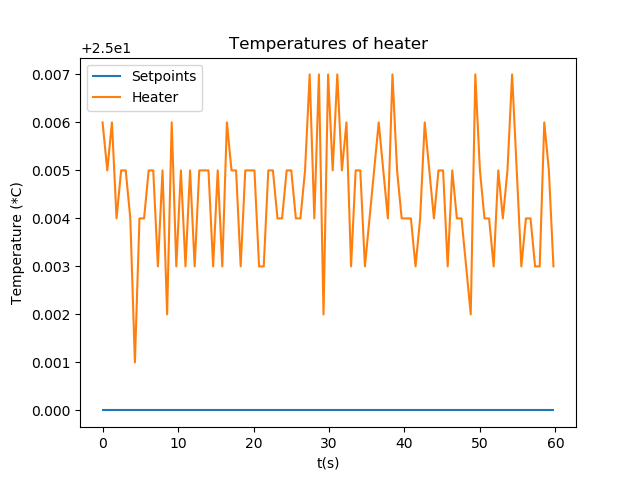 Temperatures of heater
+2.5e1
Setpoints
Heater
0.007
0.006
0.005
0.004
0.003
0.002
0.001
0.000
Temperature (*C)
0 10 20 30 40 50 60
t(s)